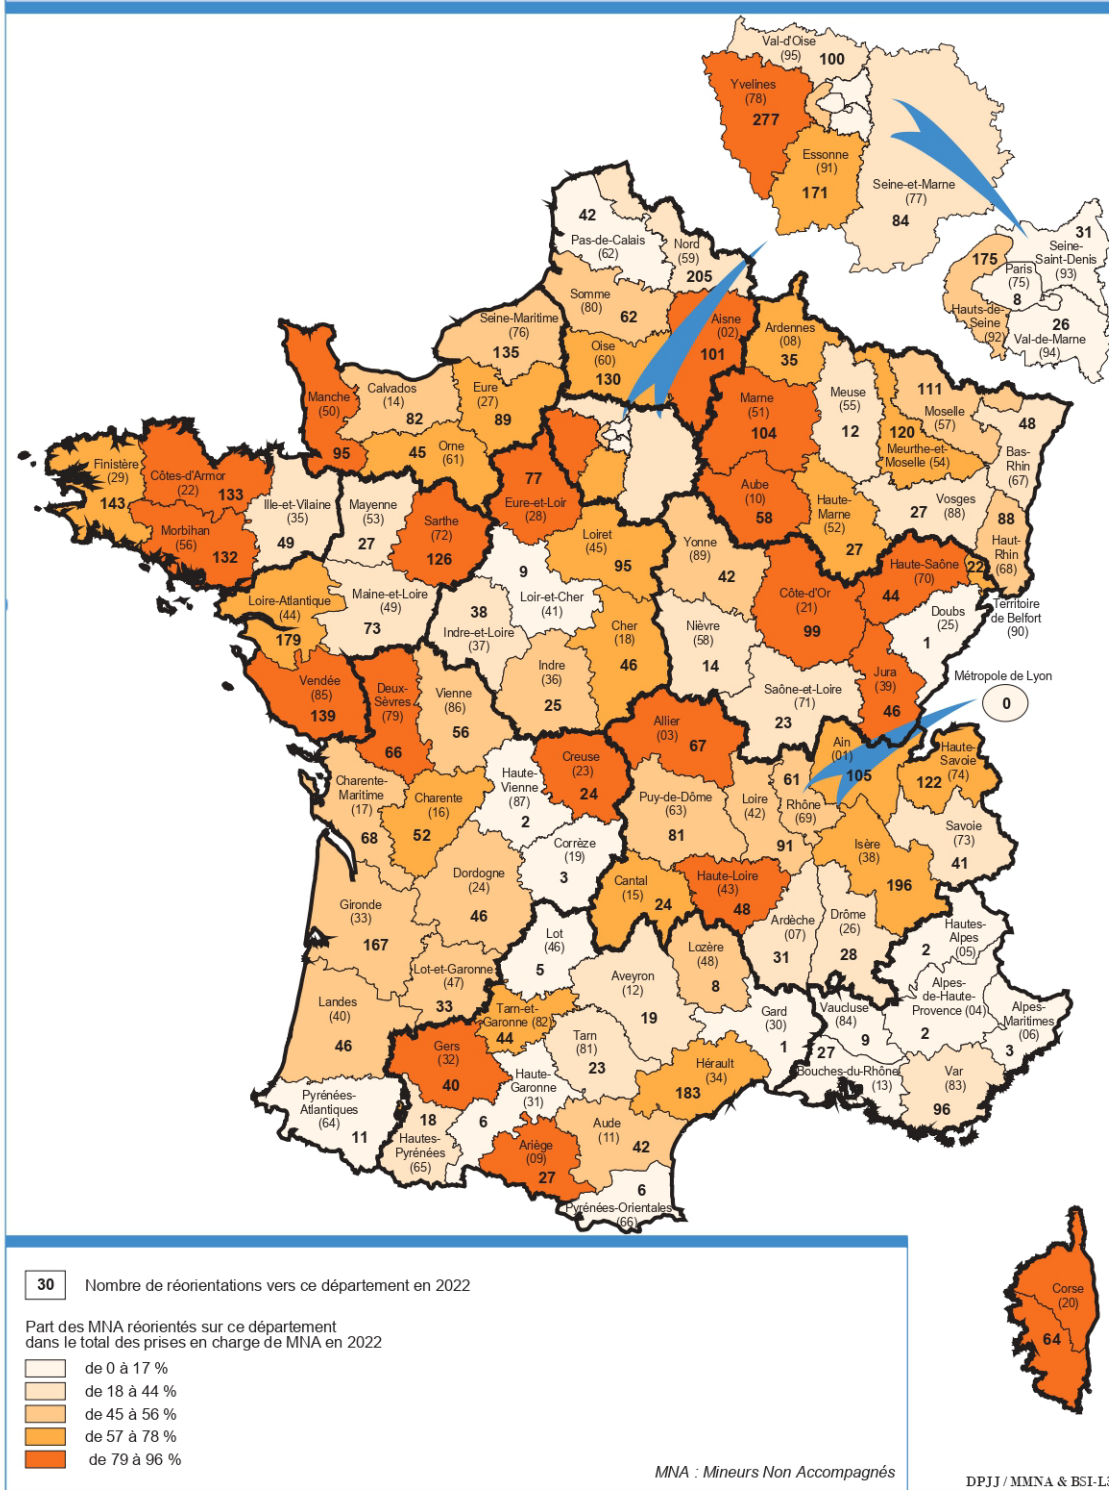 Val-d'Oise
(95) 100
Yvelines
(78)
277
Essonne
(91)
171
Seine-et-Marne
(77)
84
31
Seine-
Saint-Denis
(93)
175
Paris
(75)
8
Hauts-de-
Seine
(92)
26
Val-de-Marne
(94)
42
Pas-de-Calais
(62)
Nord
(59)
205
Somme
(80)
62
Seine-Maritime
(76)
135
Oise
(60)
130
Aisne
(02)
101
Ardennes
(08)
35
Manche
(50)
95
Calvados
(14)
82
Eure
(27)
89
45 Orne
(61)
Marne
(51)
104
Meuse
(55)
12
111
Moselle
(57)
120
Meurthe-et-
Moselle (54)
48
Bas-
Rhin
(67)
Finistère
(29)
143
Côtes-d'Armor
(22) 133
Morbihan
(56)
132
Ille-et-Vilaine
(35)
49
Mayenne
(53)
27
Sarthe
(72)
126
77
Eure-et-Loir
(28)
Aube
(10)
58
Haute-
Marne
(52)
27
Vosges
27 (88)
88
Haut-
Rhin
(68)
Loiret
(45)
95
Yonne
(89)
42
Côte-d'Or
(21)
99
Haute-Saône
(70)
44
22
Territoire
de Belfort
(90)
Doubs
(25)
1
Loire-Atlantique
(44)
179
Maine-et-Loire
(49)
73
9
Loir-et-Cher
(41)
38
Indre-et-Loire
(37)
Cher
(18)
46
Nièvre
(58)
14
Jura
(39)
46
Métropole de Lyon
0
Vendée
(85)
139
Deux-
Sèvres
(79)
66
Vienne
(86)
56
Indre
(36)
25
Saône-et-Loire
(71)
23
Allier
(03) 67
Ain
(01)
105
Haute-
Savoie
(74)
122
Charente-
Maritime
(17)
68
Charente
(16)
52
Haute-
Vienne
(87)
2
Creuse
(23)
24
Puy-de-Dôme
(63)
81
Loire
(42)
91
61
Rhône
(69)
Isère
(38)
196
Savoie
(73)
41
Corrèze
(19)
3
Dordogne
(24)
46
Cantal
(15) 24
Haute-Loire
(43)
48
Ardèche
(07)
31
Drôme
(26)
28
Hautes-
Alpes
(05)
2
Gironde
(33)
167
Lot-et-Garonne
(47)
33
Lot
(46)
5
Aveyron
(12)
19
Lozère
(48)
8
Alpes-
de-Haute-
Provence (04)
2
Alpes-
Maritimes
(06)
3
Landes
(40)
46
Gers
(32)
40
Tarn-et-
Garonne (82)
44
Tarn
(81)
23
Gard
(30)
1
Vaucluse
(84)
9
27
Bouches-du-Rhône
(13)
Var
(83)
96
Pyrénées-
Atlantiques
(64)
11
18
Hautes-
Pyrénées
(65)
Haute-
Garonne
(31)
6
Hérault
(34)
183
Ariège
(09)
27
Aude
(11)
42
6
Pyrénées-Orientales
(66)
Corse
(20)
64
30 Nombre de réorientations vers ce département en 2022
Part des MNA réorientés sur ce département
dans le total des prises en charge de MNA en 2022
de 0 à 17 %
de 18 à 44 %
de 45 à 56 %
de 57 à 78 %
de 79 à 96 %
MNA : Mineurs Non Accompagnés
DPJJ / MMNA & BSI-L3